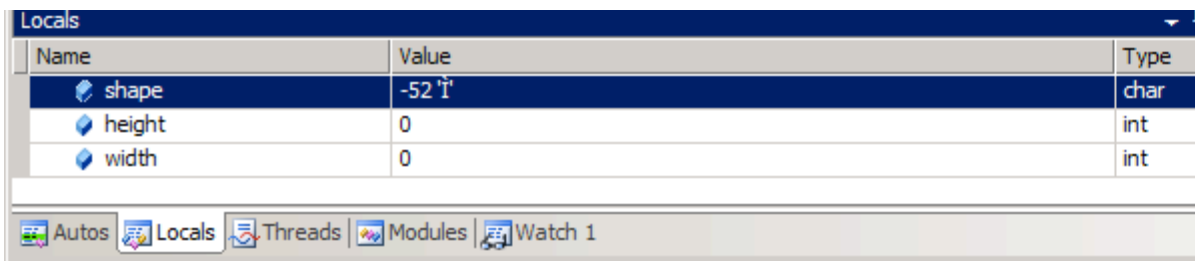 Locals
Name Value Type
shape -52 'Ì' char
height 0 int
width 0 int
Autos Locals Threads Modules Watch 1